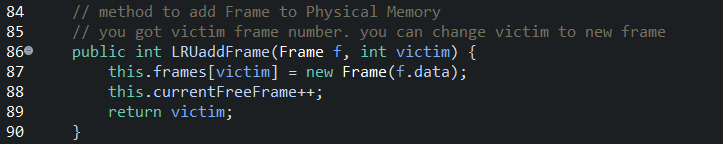 84 // method to add Frame to Physical Memory
85 // you got victim frame number. you can change victim to new frame
86 public int LRUaddFrame(Frame f, int victim) {
87 this.frames[victim] = new Frame(f.data);
88 this.currentFreeFrame++;
89 return victim;
90 }